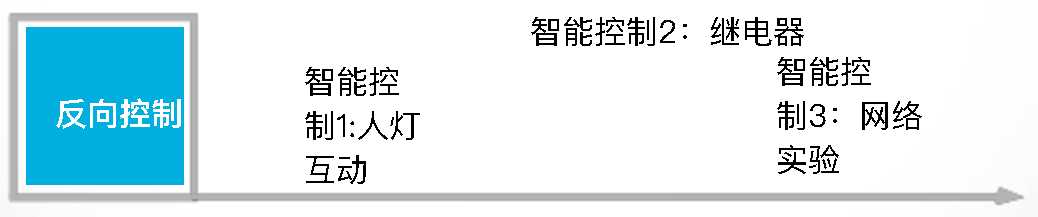 反向控制
智能控
制1:人灯
互动
智能控制2：继电器
智能控
制3：网络
实验